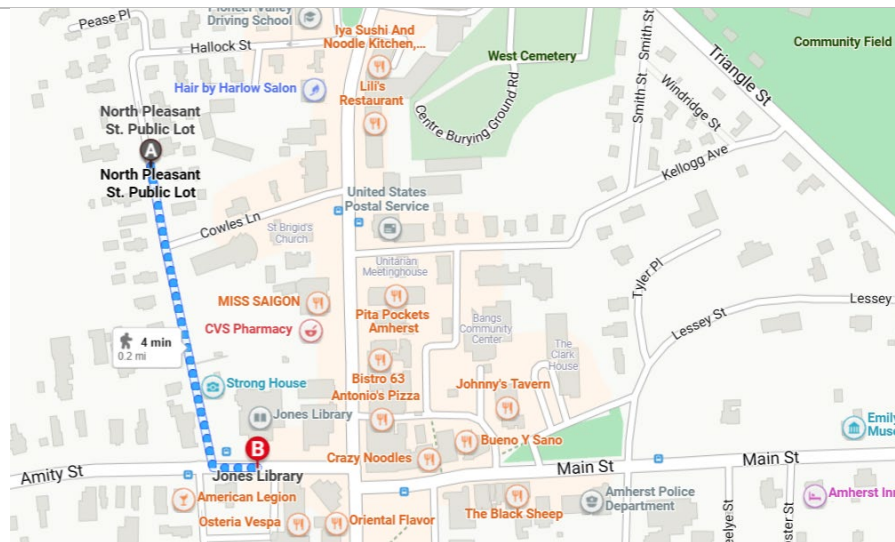 Pease Pl
Pioneer Valley
Driving School
Hallock St
Iya Sushi And
Noodle Kitchen,...
West Cemetery
Smith St
Smith St
Triangle St
Community Field
Hair by Harlow Salon
Lili's
Restaurant
Centre Burying Ground Rd
Windridge St
North Pleasant
St. Public Lot
A
North Pleasant
St. Public Lot
Kellogg Ave
United States
Postal Service
Cowles Ln
St Brigid's
Church
Unitarian
Meetinghouse
Tyler Pl
MISS SAIGON
Pita Pockets
Amherst
CVS Pharmacy
Bangs
Community
Center
Lessey St
Lessey
4 min
0.2 mi
The
Clark
House
Strong House
Bistro 63
Antonio's Pizza
Johnny's Tavern
Jones Library
Emily
Muse
B
Bueno Y Sano
Crazy Noodles
Main St
Main St
Amity St
Jones Library
American Legion
The Black Sheep
Amherst Police
Department
Amherst Inn
Osteria Vespa
Oriental Flavor
eelye St
ster St